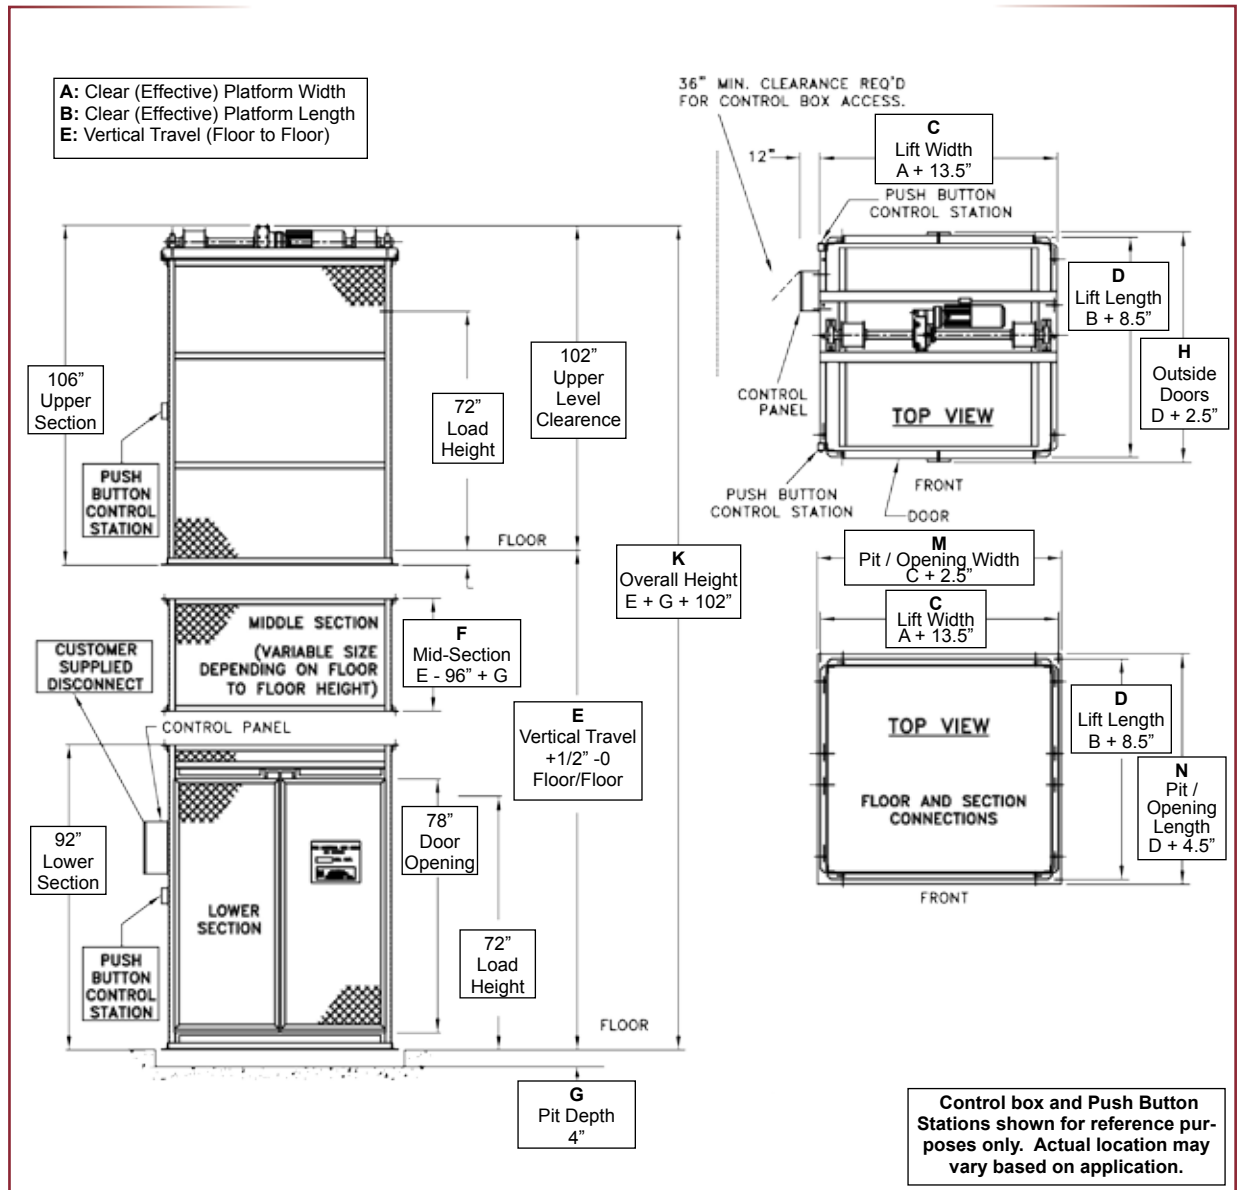 A: Clear (Effective) Platform Width
B: Clear (Effective) Platform Length
E: Vertical Travel (Floor to Floor)
36" MIN. CLEARANCE REQ'D
FOR CONTROL BOX ACCESS.
12"
C
Lift Width
A + 13.5”
PUSH BUTTON
CONTROL STATION
D
Lift Length
B + 8.5”
H
Outside
Doors
D + 2.5”
CONTROL
PANEL
TOP VIEW
FRONT
PUSH BUTTON
CONTROL STATION
DOOR
106”
Upper
Section
72”
Load
Height
102”
Upper
Level
Clearence
PUSH
BUTTON
CONTROL
STATION
FLOOR
K
Overall Height
E + G + 102”
M
Pit / Opening Width
C + 2.5”
C
Lift Width
A + 13.5”
MIDDLE SECTION
(VARIABLE SIZE
DEPENDING ON FLOOR
TO FLOOR HEIGHT)
F
Mid-Section
E - 96” + G
CUSTOMER
SUPPLIED
DISCONNECT
CONTROL PANEL
E
Vertical Travel
+1/2” -0
Floor/Floor
TOP VIEW
FLOOR AND SECTION
CONNECTIONS
D
Lift Length
B + 8.5”
N
Pit /
Opening
Length
D + 4.5”
FRONT
92”
Lower
Section
78”
Door
Opening
LOWER
SECTION
72”
Load
Height
PUSH
BUTTON
CONTROL
STATION
FLOOR
G
Pit Depth
4”
Control box and Push Button
Stations shown for reference pur-
poses only.  Actual location may
vary based on application.